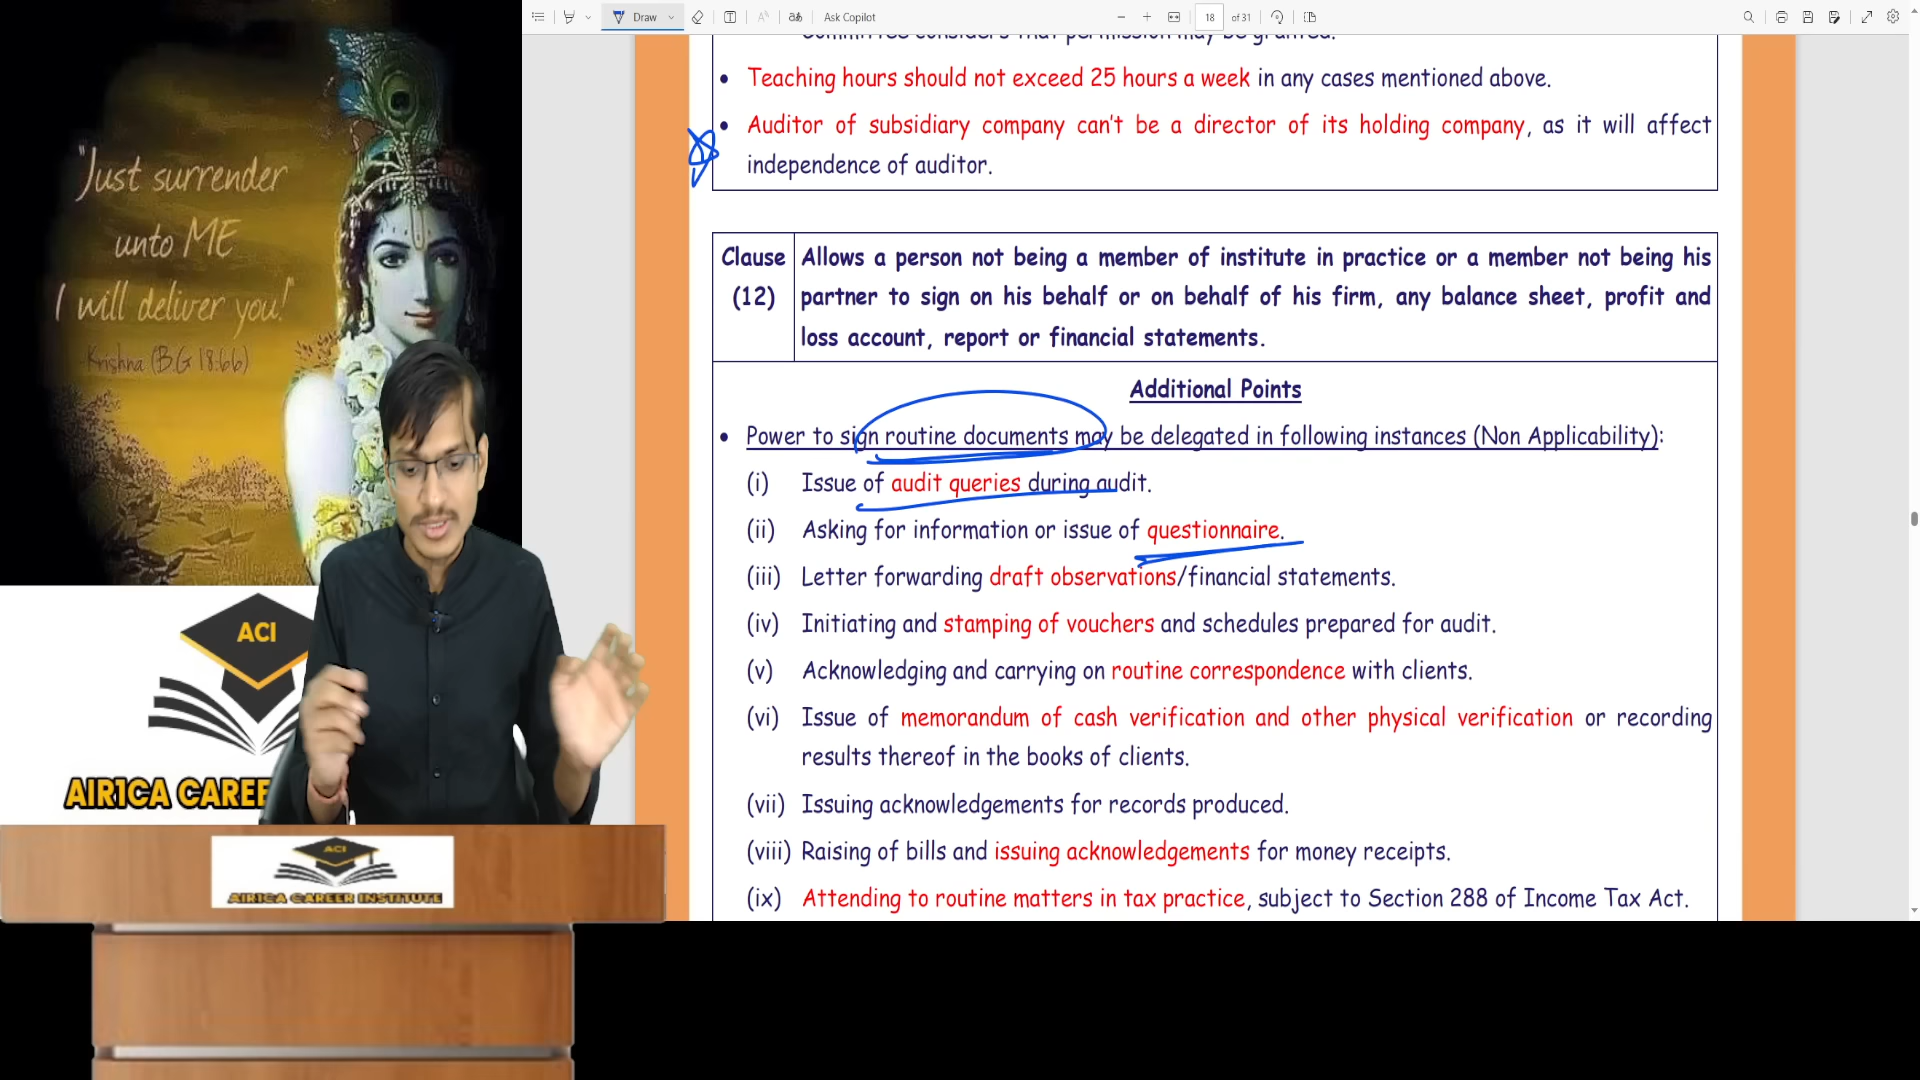 "Just surrender
unto ME
I will deliver you!"
- Krishna (B.G 18:66)
ACI
AIR1CA CAREE
ACI
AIR1CA CAREER INSTITUTE
Draw
Ask Copilot
18
of 31
Committee considers that permission may be granted.
• Teaching hours should not exceed 25 hours a week in any cases mentioned above.
• Auditor of subsidiary company can't be a director of its holding company, as it will affect
independence of auditor.
Clause
(12)
Allows a person not being a member of institute in practice or a member not being his
partner to sign on his behalf or on behalf of his firm, any balance sheet, profit and
loss account, report or financial statements.
Additional Points
• Power to sign routine documents may be delegated in following instances (Non Applicability):
(i) Issue of audit queries during audit.
(ii) Asking for information or issue of questionnaire.
(iii) Letter forwarding draft observations/financial statements.
(iv) Initiating and stamping of vouchers and schedules prepared for audit.
(v) Acknowledging and carrying on routine correspondence with clients.
(vi) Issue of memorandum of cash verification and other physical verification or recording
results thereof in the books of clients.
(vii) Issuing acknowledgements for records produced.
(viii) Raising of bills and issuing acknowledgements for money receipts.
(ix) Attending to routine matters in tax practice, subject to Section 288 of Income Tax Act.